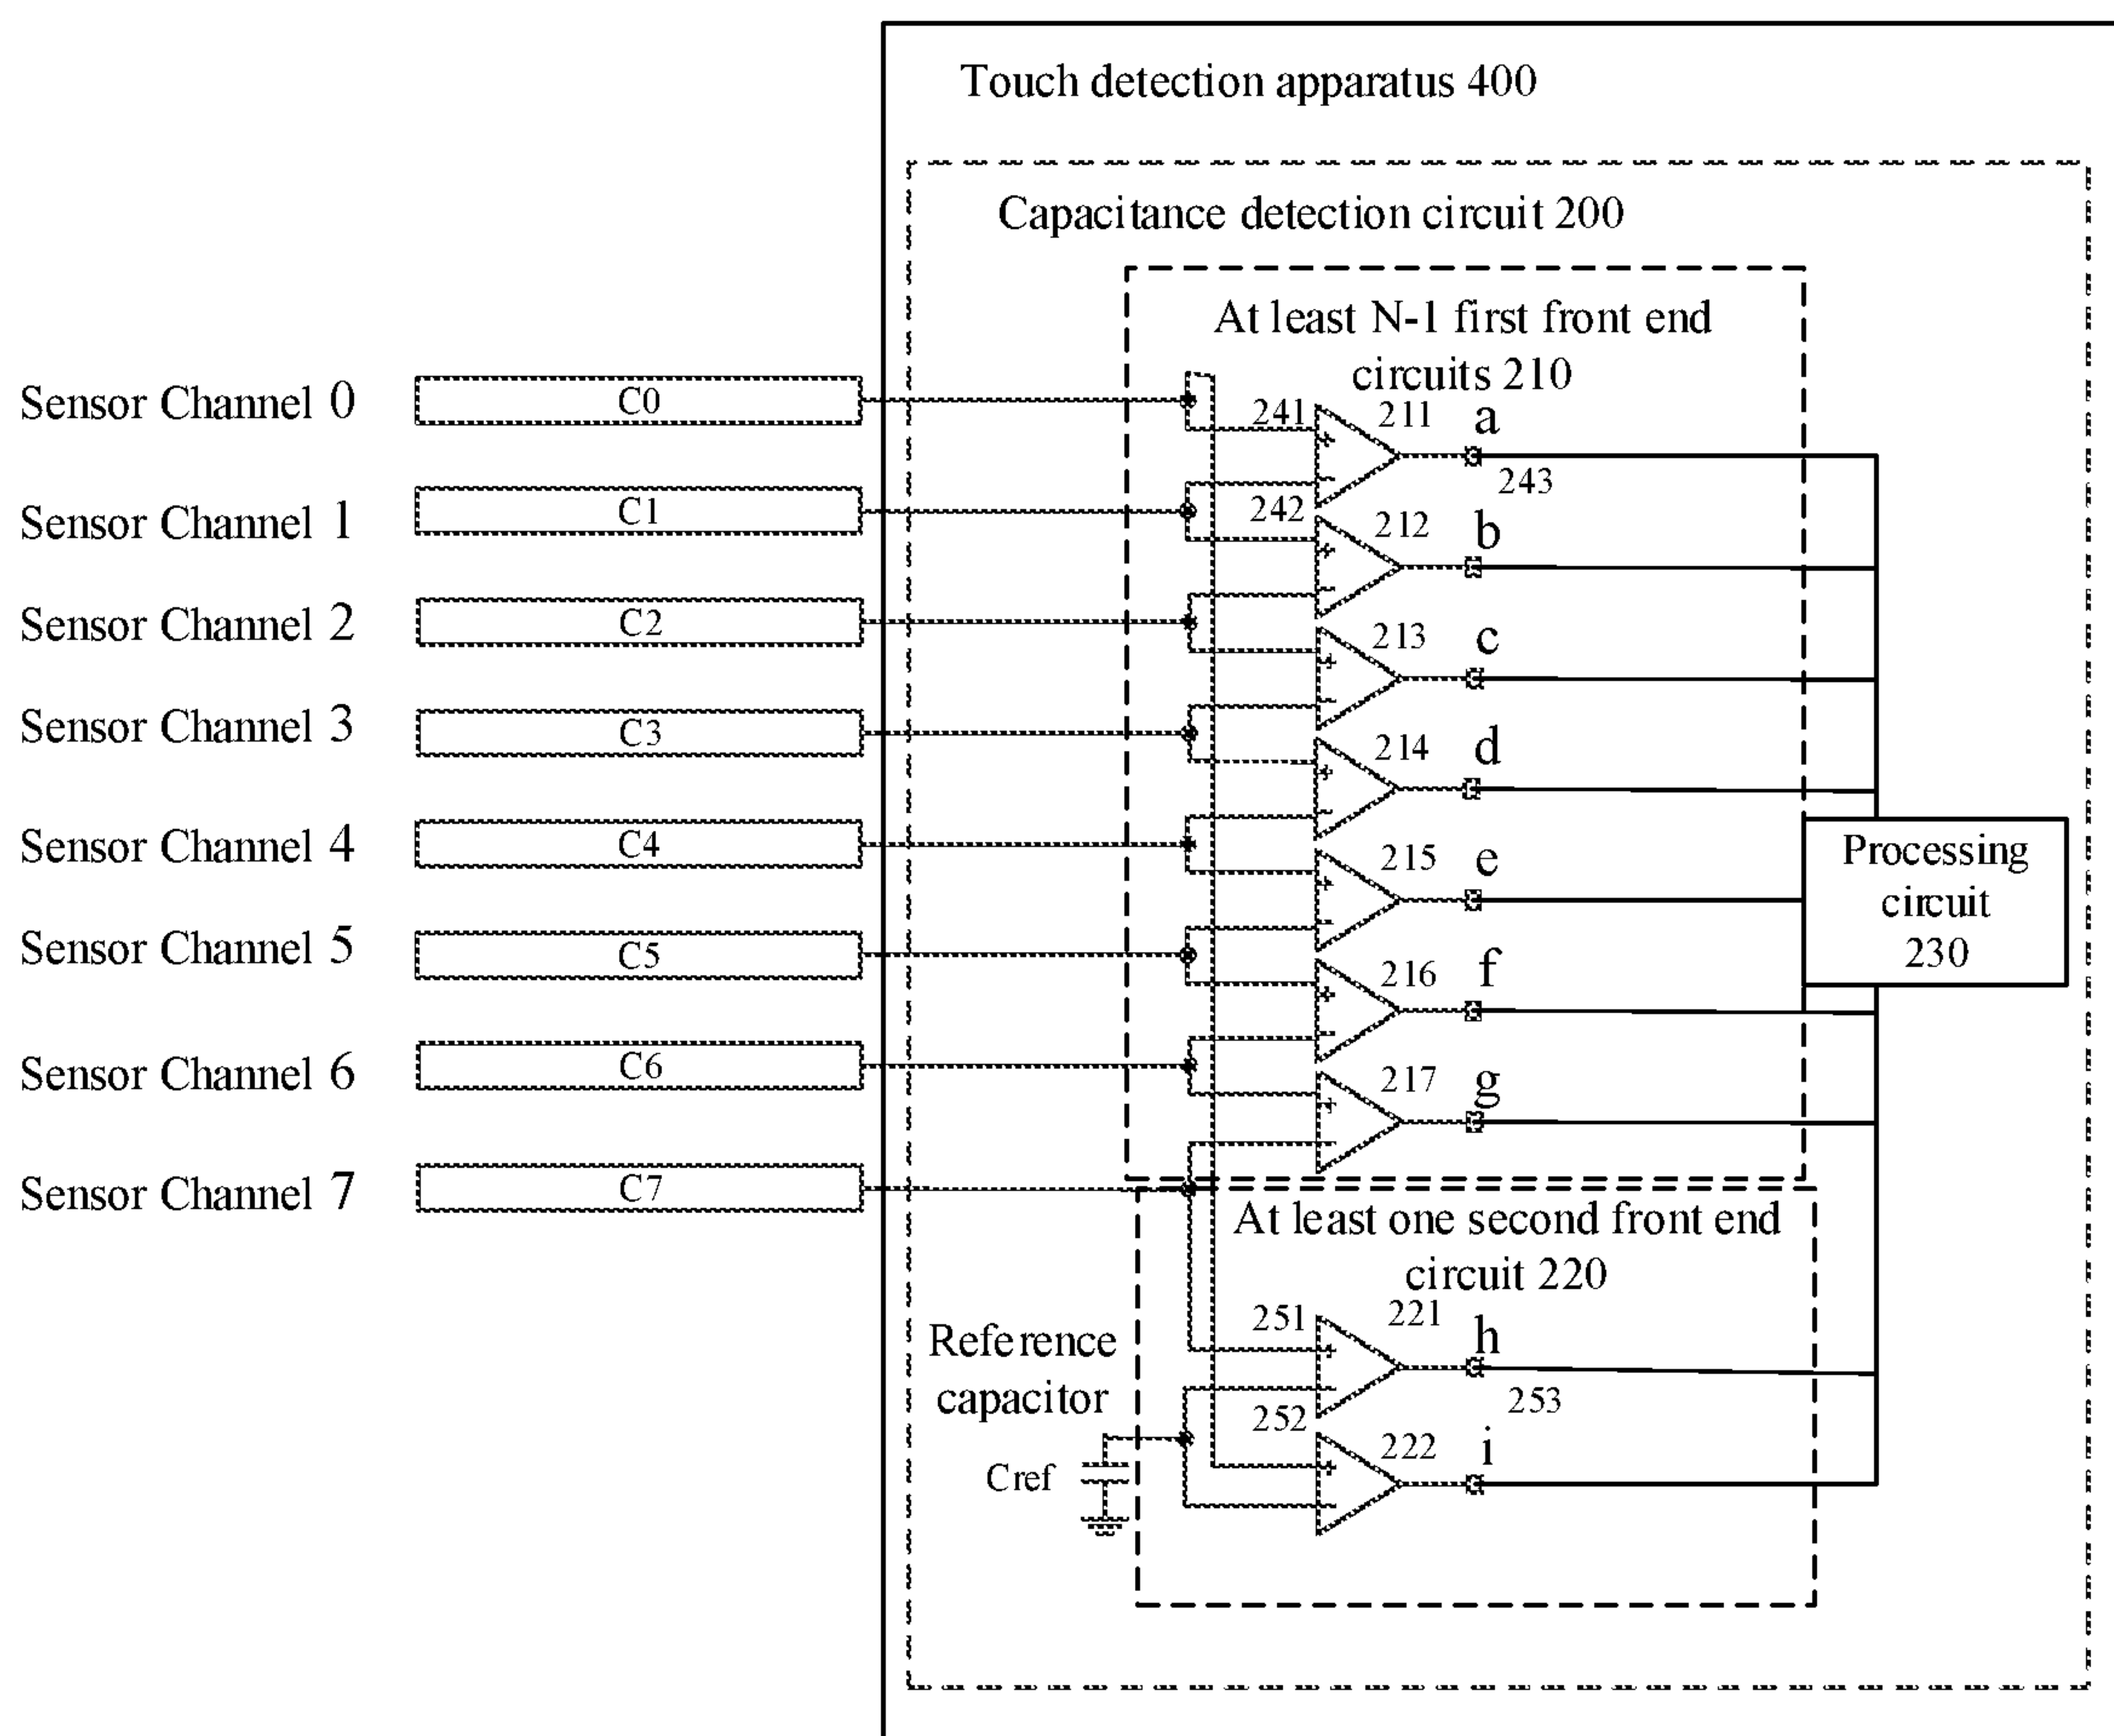 Touch detection apparatus 400
Capacitance detection circuit 200
At least N-1 first front end
circuits 210
Sensor Channel 0
C0
241
211
a
243
Sensor Channel 1
C1
242
212
b
Sensor Channel 2
C2
213
c
Sensor Channel 3
C3
214
d
Sensor Channel 4
C4
215
e
Processing
circuit
230
Sensor Channel 5
C5
216
f
Sensor Channel 6
C6
217
g
Sensor Channel 7
C7
At least one second front end
circuit 220
Reference
capacitor
Cref
251
221
h
253
252
222
i
+
-
+
-
+
-
+
-
+
-
+
-
+
-
+
-
+
-